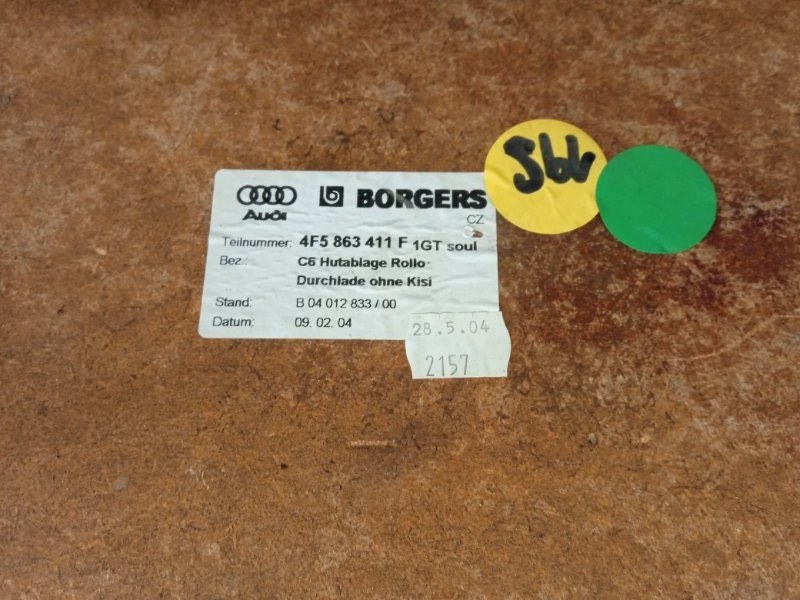 Audi BORGERS
CZ
Teilnummer: 4F5 863 411 F 1GT soul
Bez.: C6 Hutablage Rollo
Durchlade ohne Kisi
Stand: B 04 012 833 / 00
Datum: 09. 02. 04
28.5.04
2157